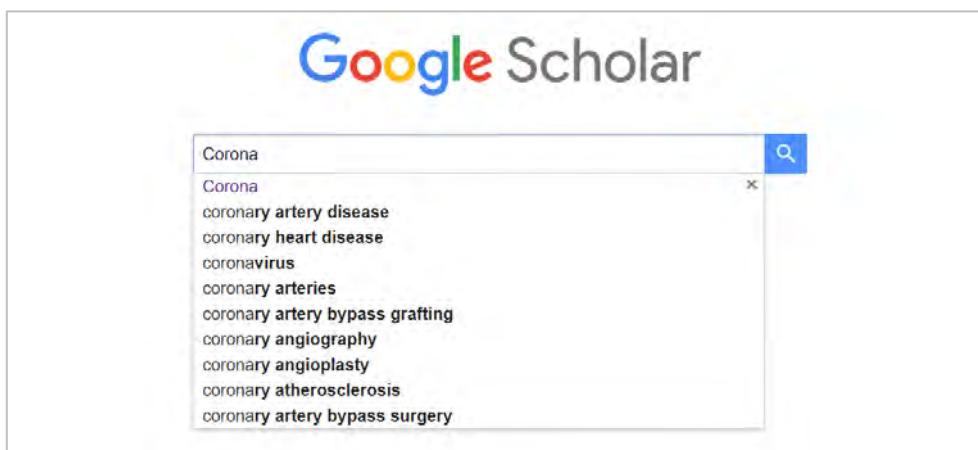 Google Scholar
Corona
Corona
coronary artery disease
coronary heart disease
coronavirus
coronary arteries
coronary artery bypass grafting
coronary angiography
coronary angioplasty
coronary atherosclerosis
coronary artery bypass surgery